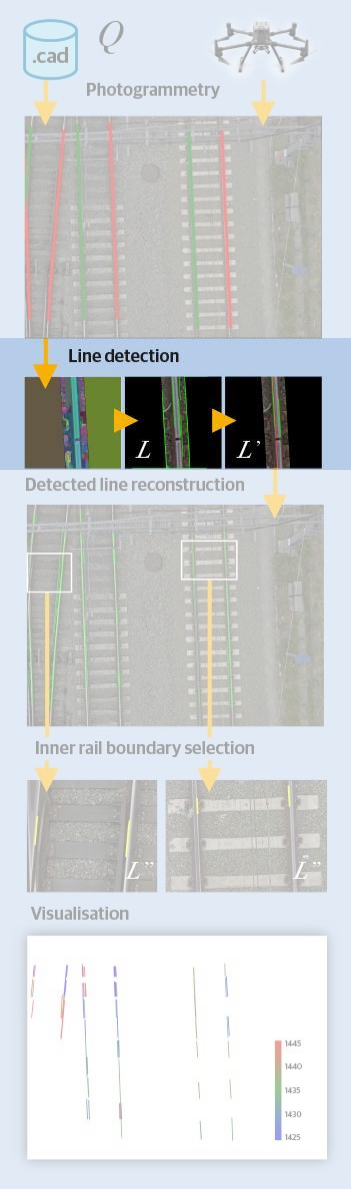 .cad Q
Photogrammetry
Line detection
L L’
Detected line reconstruction
Inner rail boundary selection
L” L”
Visualisation
1445
1440
1435
1430
1425